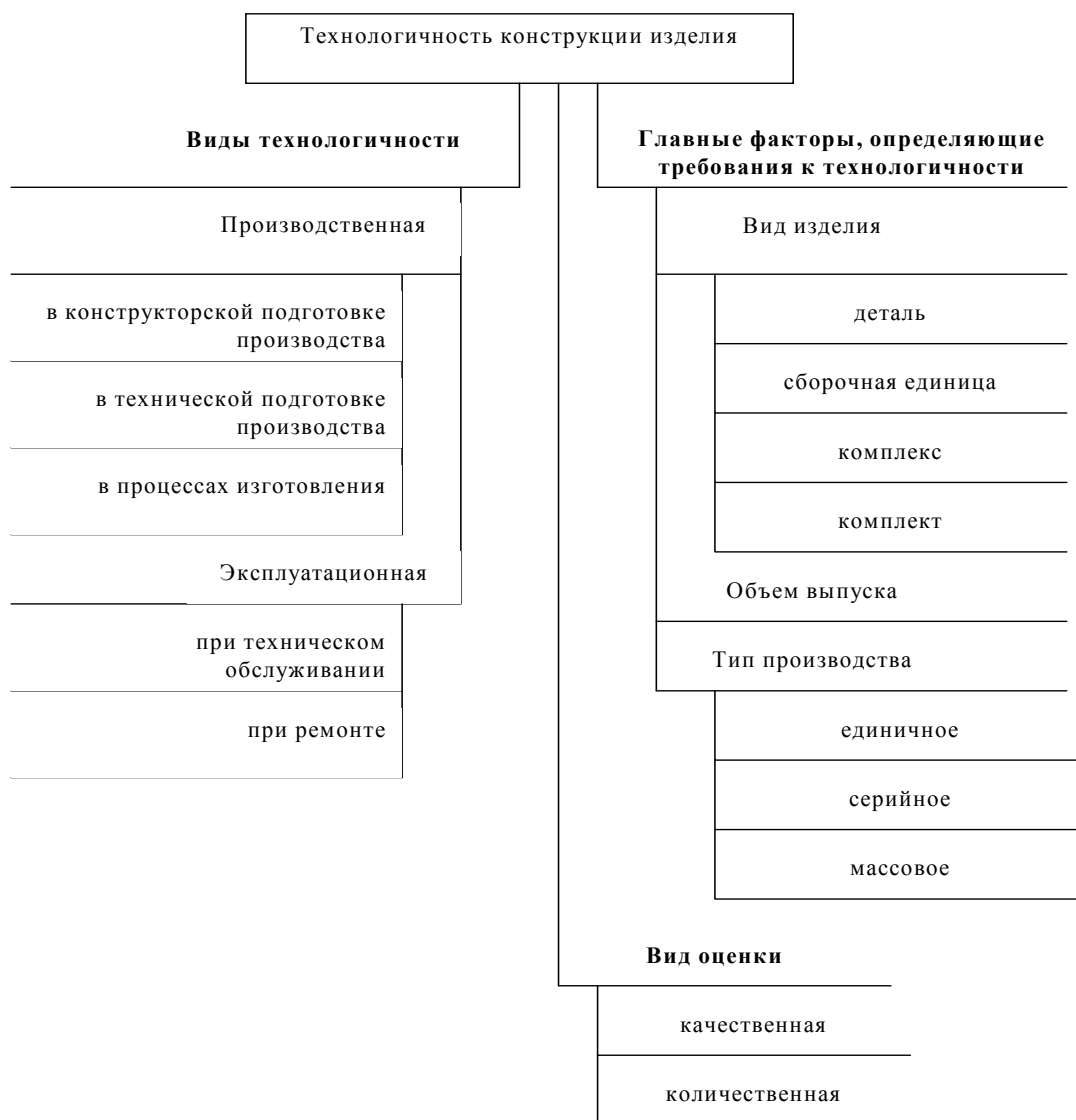 Технологичность конструкции изделия
Виды технологичности
Производственная
в конструкторской подготовке
производства
в технической подготовке
производства
в процессах изготовления
Эксплуатационная
при техническом
обслуживании
при ремонте
Главные факторы, определяющие
требования к технологичности
Вид изделия
деталь
сборочная единица
комплекс
комплект
Объем выпуска
Тип производства
единичное
серийное
массовое
Вид оценки
качественная
количественная